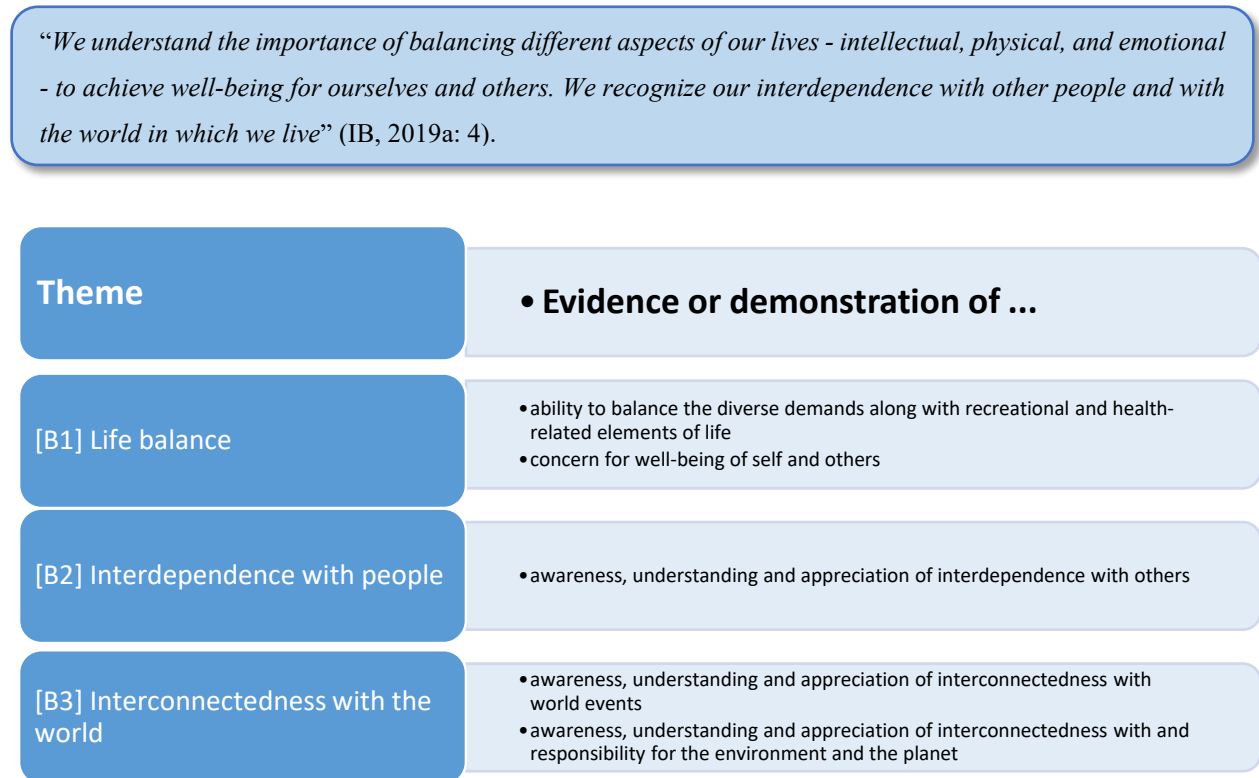 “We understand the importance of balancing different aspects of our lives - intellectual, physical, and emotional
- to achieve well-being for ourselves and others. We recognize our interdependence with other people and with
the world in which we live” (IB, 2019a: 4).
Theme
• Evidence or demonstration of ...
[B1] Life balance
•ability to balance the diverse demands along with recreational and health-
related elements of life
•concern for well-being of self and others
[B2] Interdependence with people
•awareness, understanding and appreciation of interdependence with others
[B3] Interconnectedness with the
world
•awareness, understanding and appreciation of interconnectedness with
world events
•awareness, understanding and appreciation of interconnectedness with and
responsibility for the environment and the planet